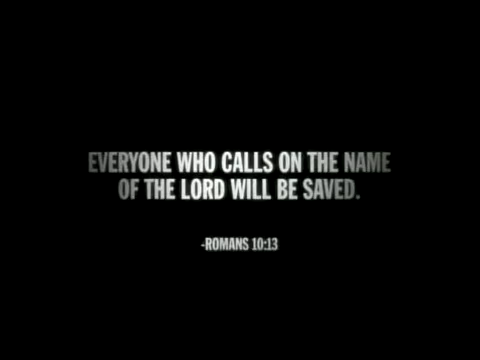 EVERYONE WHO CALLS ON THE NAME
OF THE LORD WILL BE SAVED.
-ROMANS 10:13